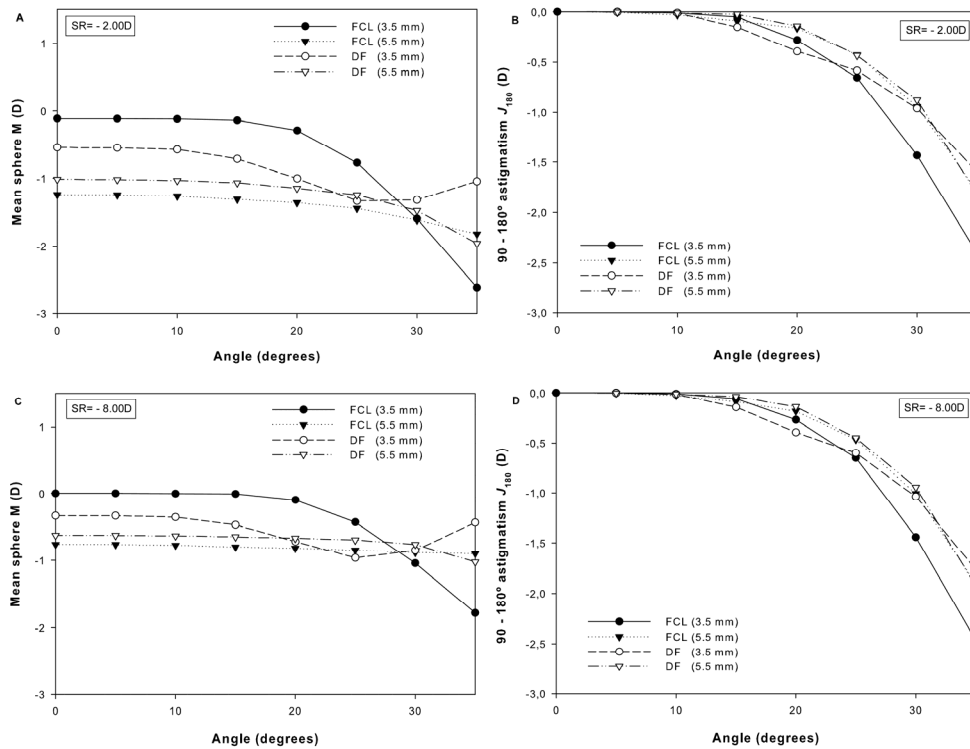 A
SR= - 2.00D
FCL (3.5 mm)
FCL (5.5 mm)
DF (3.5 mm)
DF (5.5 mm)
1
0
-1
-2
-3
Mean sphere M (D)
0
10
20
30
Angle (degrees)
B
SR= - 2.00D
0,0
-0,5
-1,0
-1,5
-2,0
-2,5
-3,0
90 - 180º astigmatism J180 (D)
FCL (3.5 mm)
FCL (5.5 mm)
DF (3.5 mm)
DF (5.5 mm)
0
10
20
30
Angle (degrees)
C
SR= - 8.00D
FCL (3.5 mm)
FCL (5.5 mm)
DF (3.5 mm)
DF (5.5 mm)
1
0
-1
-2
-3
Mean sphere M (D)
0
10
20
30
Angle (degrees)
D
SR= - 8.00D
0,0
-0,5
-1,0
-1,5
-2,0
-2,5
-3,0
90 - 180º astigmatism J180 (D)
FCL (3.5 mm)
FCL (5.5 mm)
DF (3.5 mm)
DF (5.5 mm)
0
10
20
30
Angle (degrees)